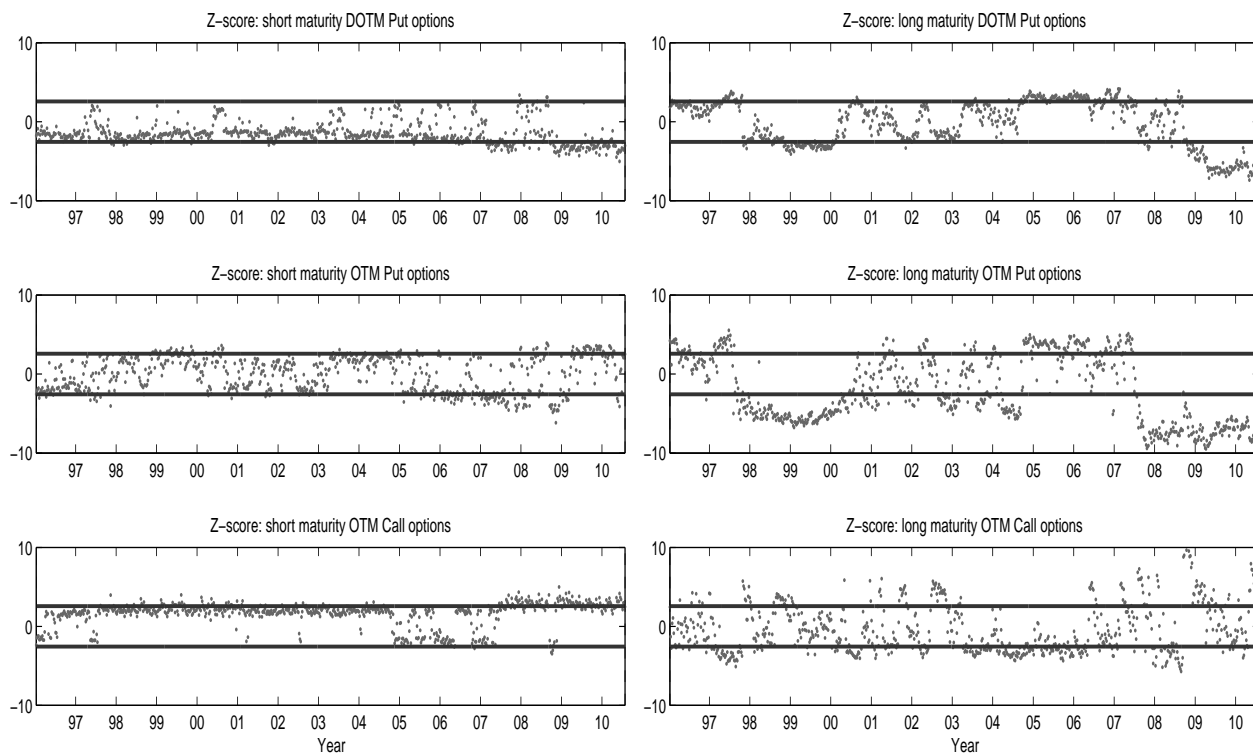 Z−score: short maturity DOTM Put options
10
0
−10
97 98 99 00 01 02 03 04 05 06 07 08 09 10
Z−score: long maturity DOTM Put options
10
0
−10
97 98 99 00 01 02 03 04 05 06 07 08 09 10
Z−score: short maturity OTM Put options
10
0
−10
97 98 99 00 01 02 03 04 05 06 07 08 09 10
Z−score: long maturity OTM Put options
10
0
−10
97 98 99 00 01 02 03 04 05 06 07 08 09 10
Z−score: short maturity OTM Call options
10
0
−10
97 98 99 00 01 02 03 04 05 06 07 08 09 10
Year
Z−score: long maturity OTM Call options
10
0
−10
97 98 99 00 01 02 03 04 05 06 07 08 09 10
Year